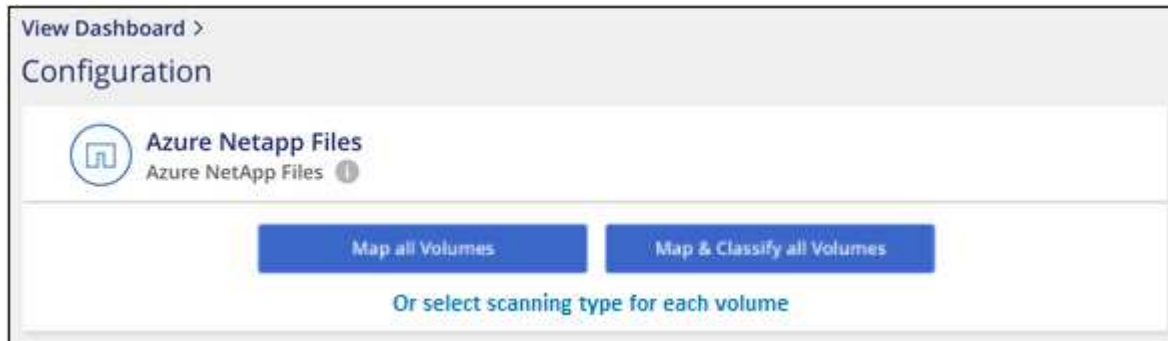 View Dashboard >
Configuration
Azure Netapp Files
Azure NetApp Files
Map all Volumes
Map & Classify all Volumes
Or select scanning type for each volume